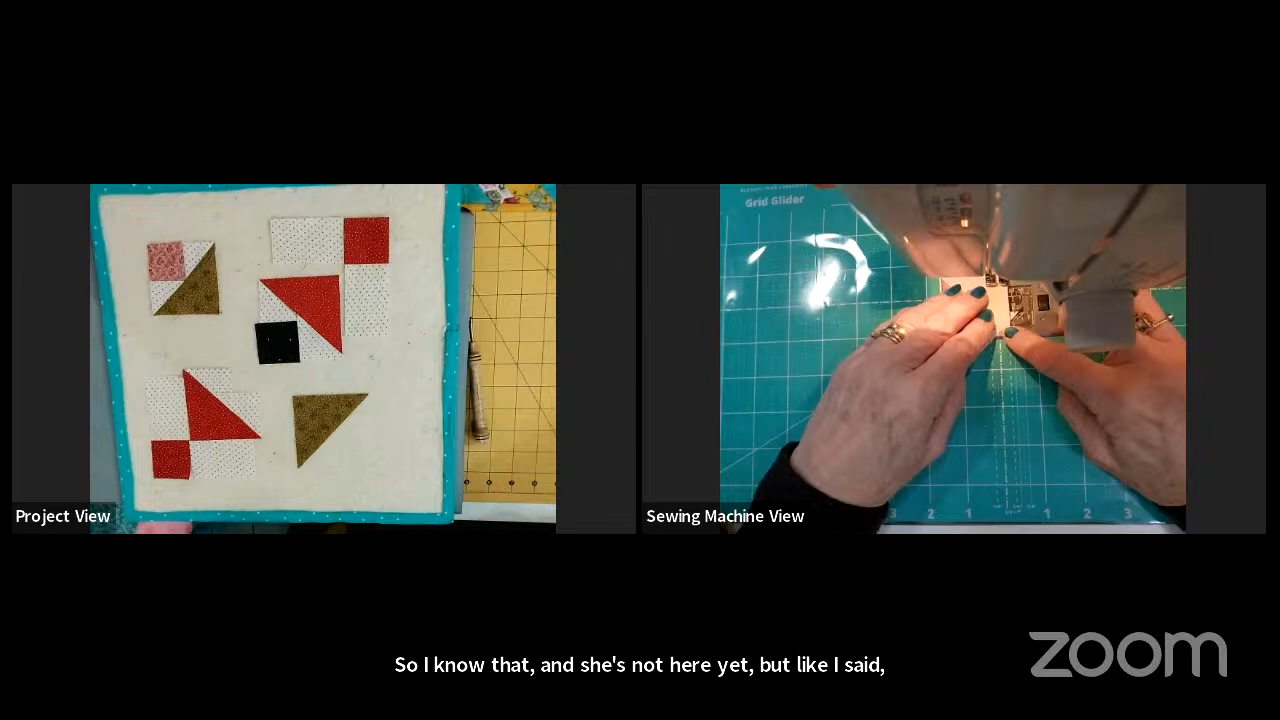 Grid Glider
3
2
1
1
2
3
Project View
Sewing Machine View
So I know that, and she's not here yet, but like I said,
zoom